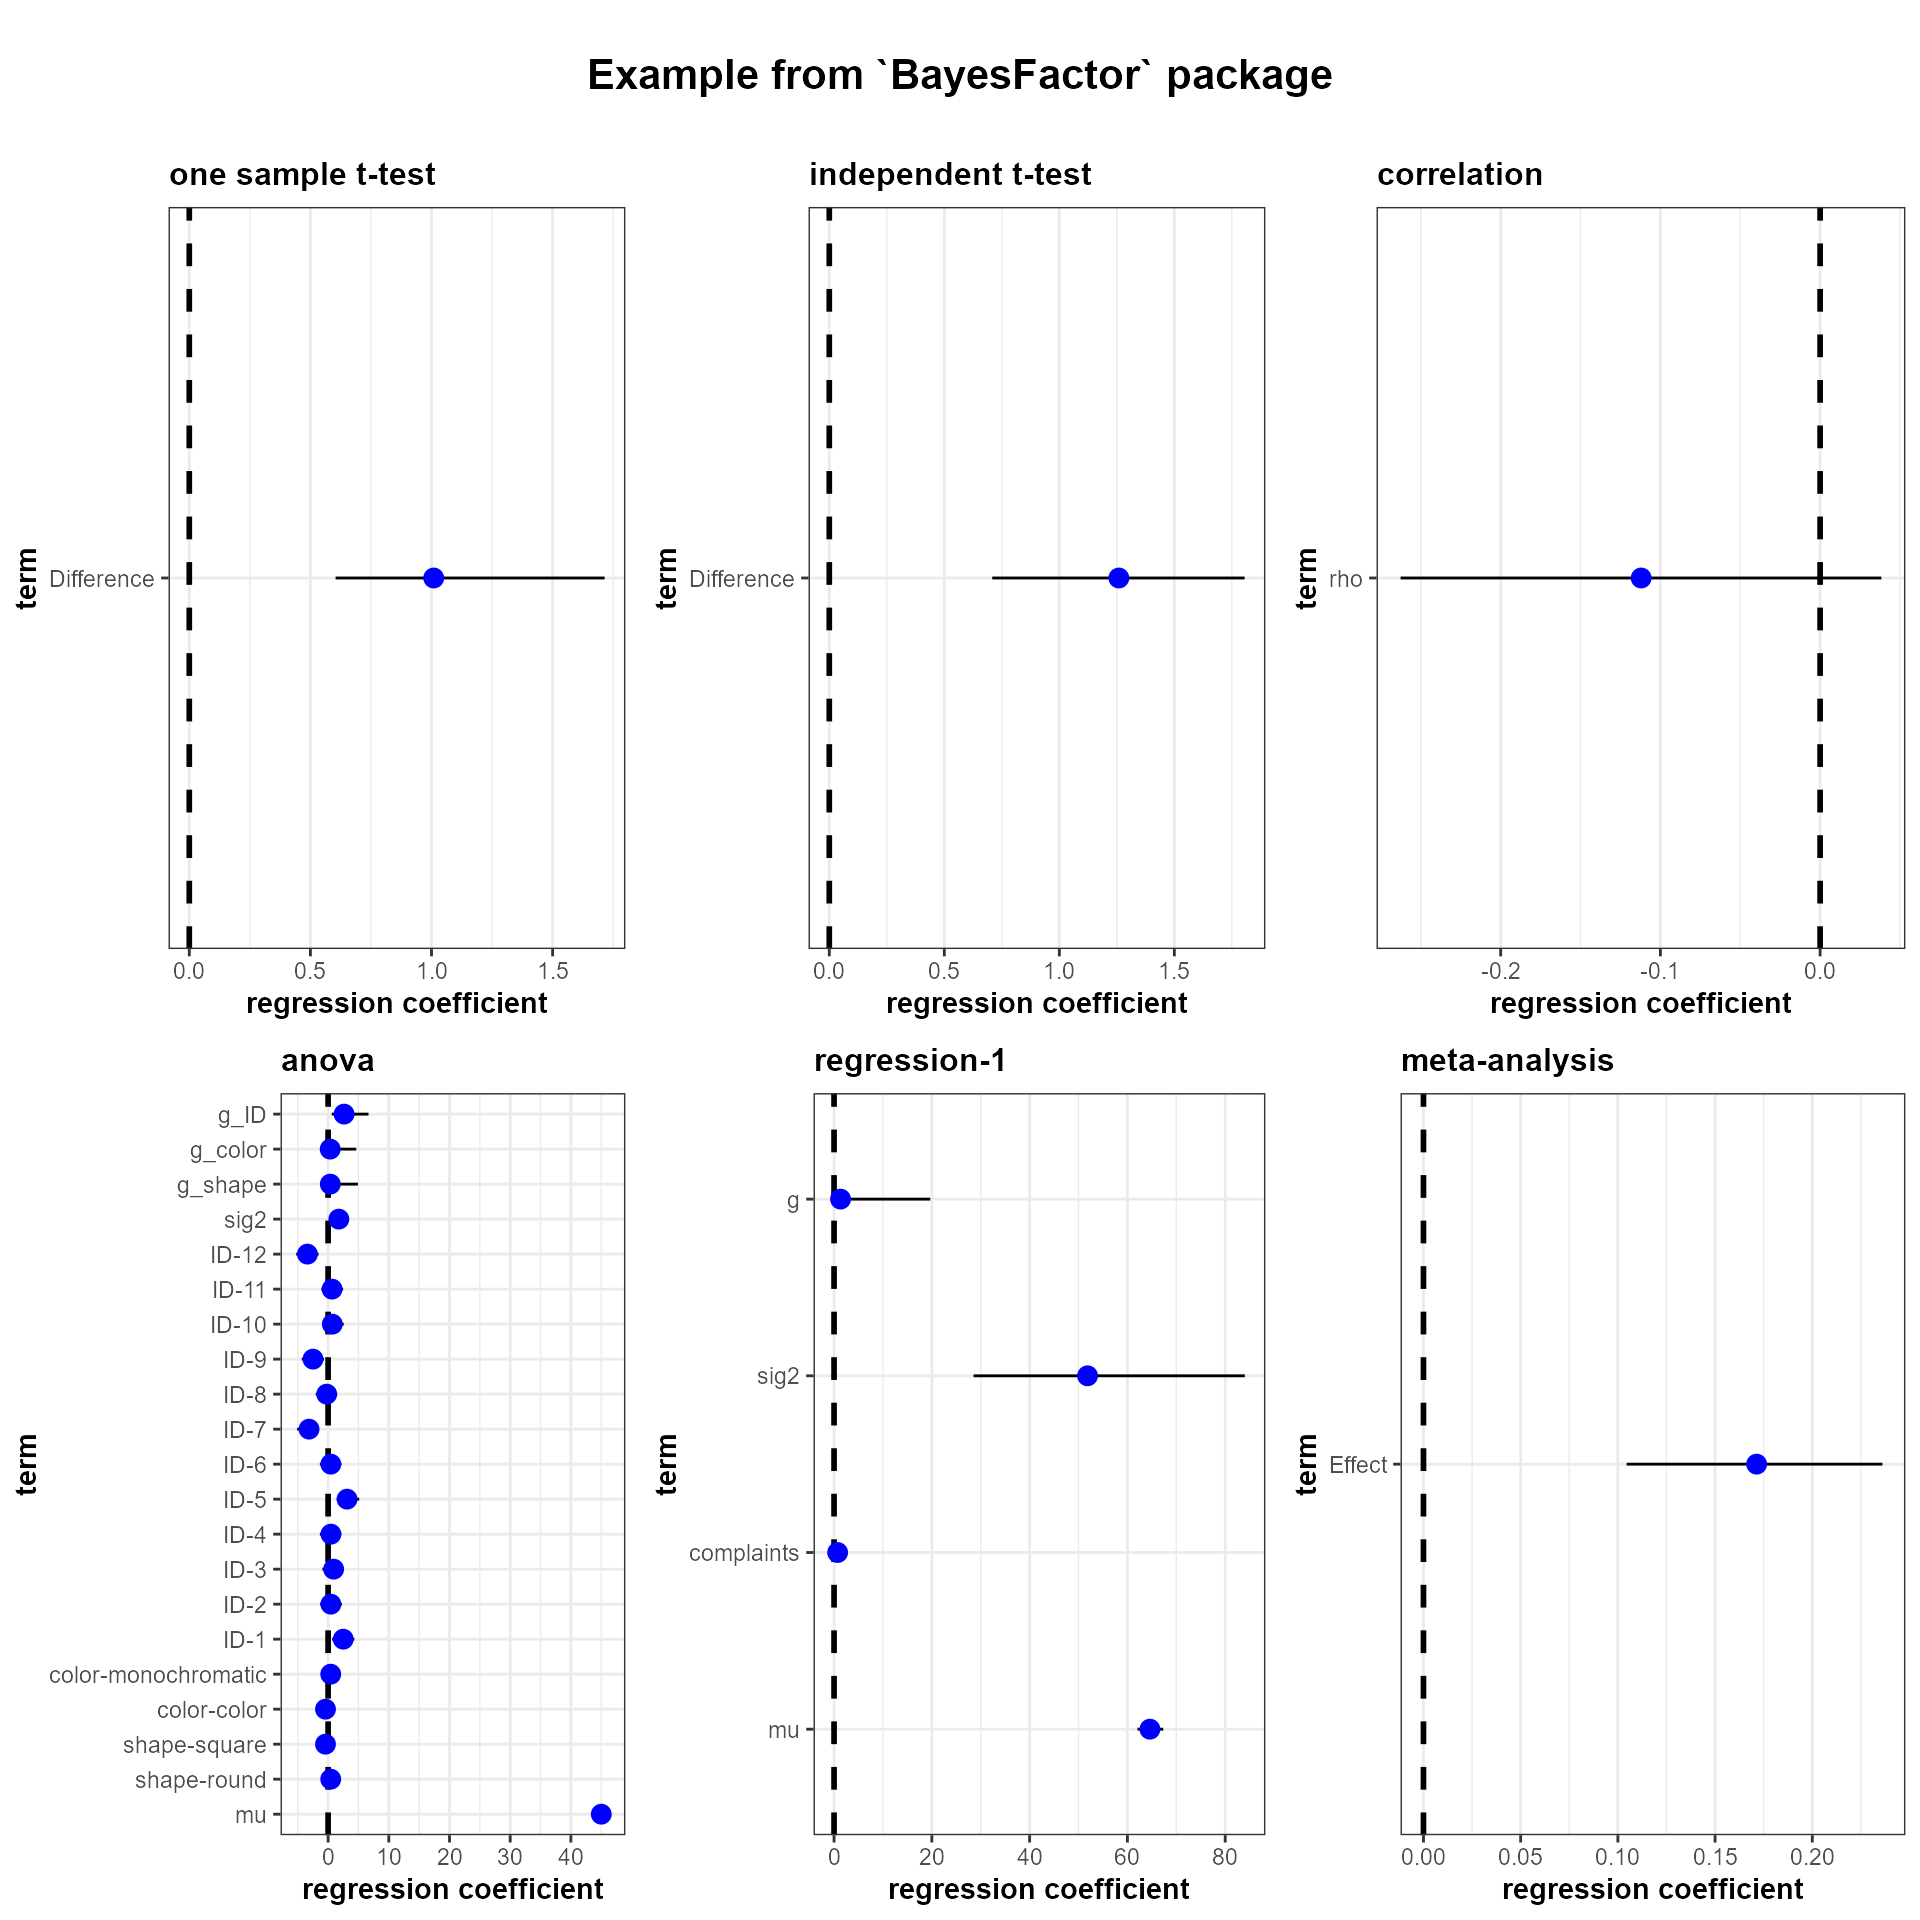 Example from `BayesFactor` package
one sample t-test
term
Difference
0.0 0.5 1.0 1.5
regression coefficient
independent t-test
term
Difference
0.0 0.5 1.0 1.5
regression coefficient
correlation
term
rho
-0.2 -0.1 0.0
regression coefficient
anova
term
g_ID
g_color
g_shape
sig2
ID-12
ID-11
ID-10
ID-9
ID-8
ID-7
ID-6
ID-5
ID-4
ID-3
ID-2
ID-1
color-monochromatic
color-color
shape-square
shape-round
mu
0 10 20 30 40
regression coefficient
regression-1
term
g
sig2
complaints
mu
0 20 40 60 80
regression coefficient
meta-analysis
term
Effect
0.00 0.05 0.10 0.15 0.20
regression coefficient